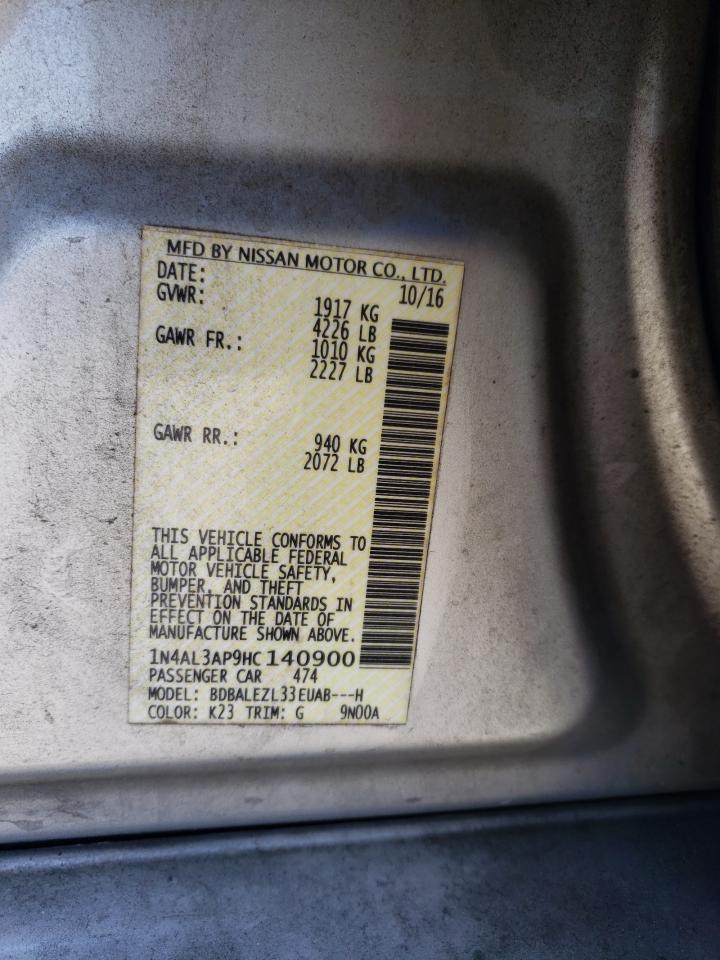 MFD BY NISSAN MOTOR CO., LTD.
DATE: 10/16
GVWR: 1917 KG
4226 LB
GAWR FR.: 1010 KG
2227 LB
GAWR RR.: 940 KG
2072 LB
THIS VEHICLE CONFORMS TO
ALL APPLICABLE FEDERAL
MOTOR VEHICLE SAFETY,
BUMPER, AND THEFT
PREVENTION STANDARDS IN
EFFECT ON THE DATE OF
MANUFACTURE SHOWN ABOVE.
1N4AL3AP9HC140900
PASSENGER CAR 474
MODEL: BDBALEZL33EUAB---H
COLOR: K23 TRIM: G 9N00A